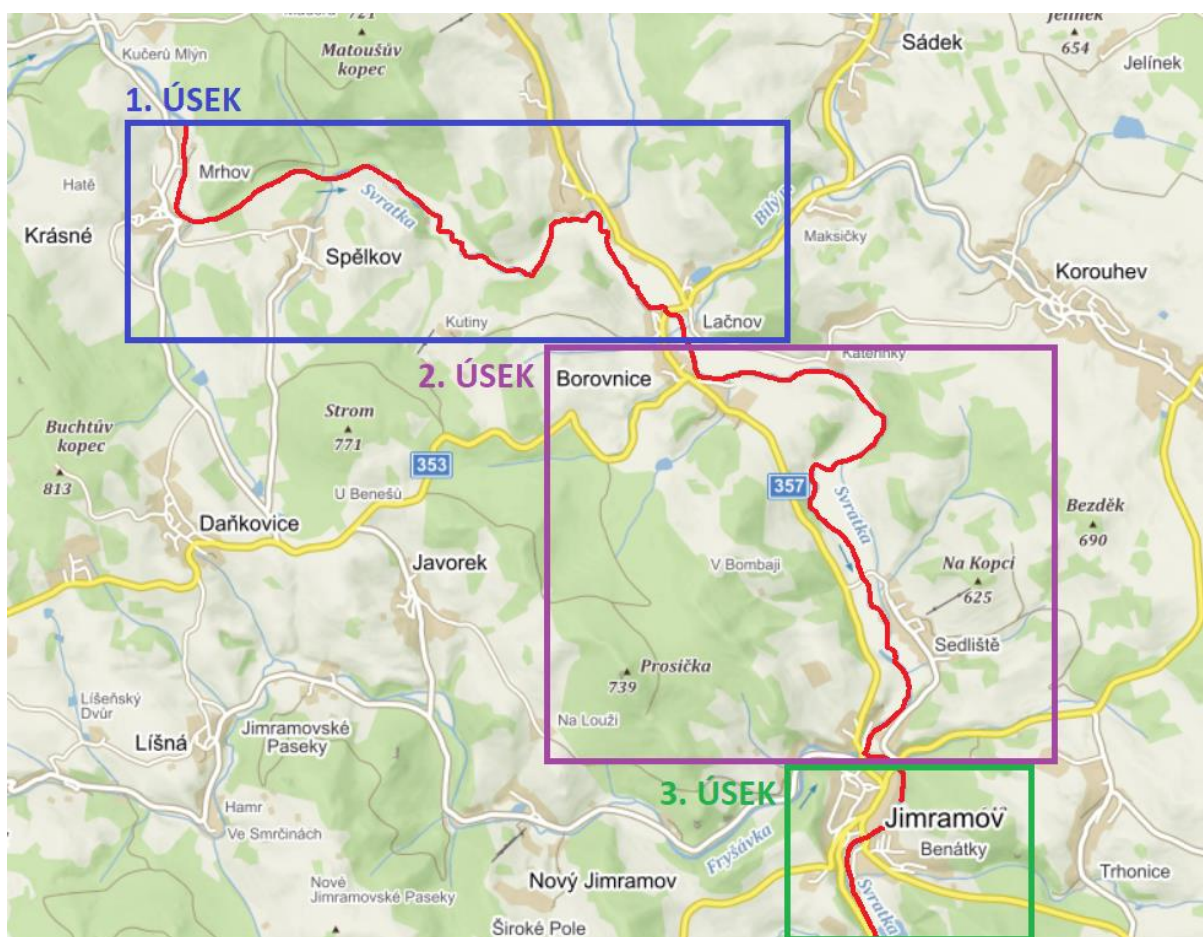 721
Matoušův
kopec
Kučerů Mlýn
Sádek
Jelínek
654
Jelínek
1. ÚSEK
Mrhov
Hatě
Krásné
Svratka
Spělkov
Maksičky
Korouhev
Kutiny
Lačnov
2. ÚSEK
Borovnice
Kateřinky
Strom
771
Buchtův
kopec
813
353
U Benešů
357
Svratka
Bezděk
690
Daňkovice
Javorek
V Bombaji
Na Kopci
625
Sedliště
Prosička
739
Líšeňský
Dvůr
Líšná
Jimramovské
Paseky
Na Louži
3. ÚSEK
Hamr
Ve Smrčinách
Jimramov
Benátky
Fryšávka
Trhonice
Nový Jimramov
Nové
Jimramovské Paseky
Svratka
Široké Pole